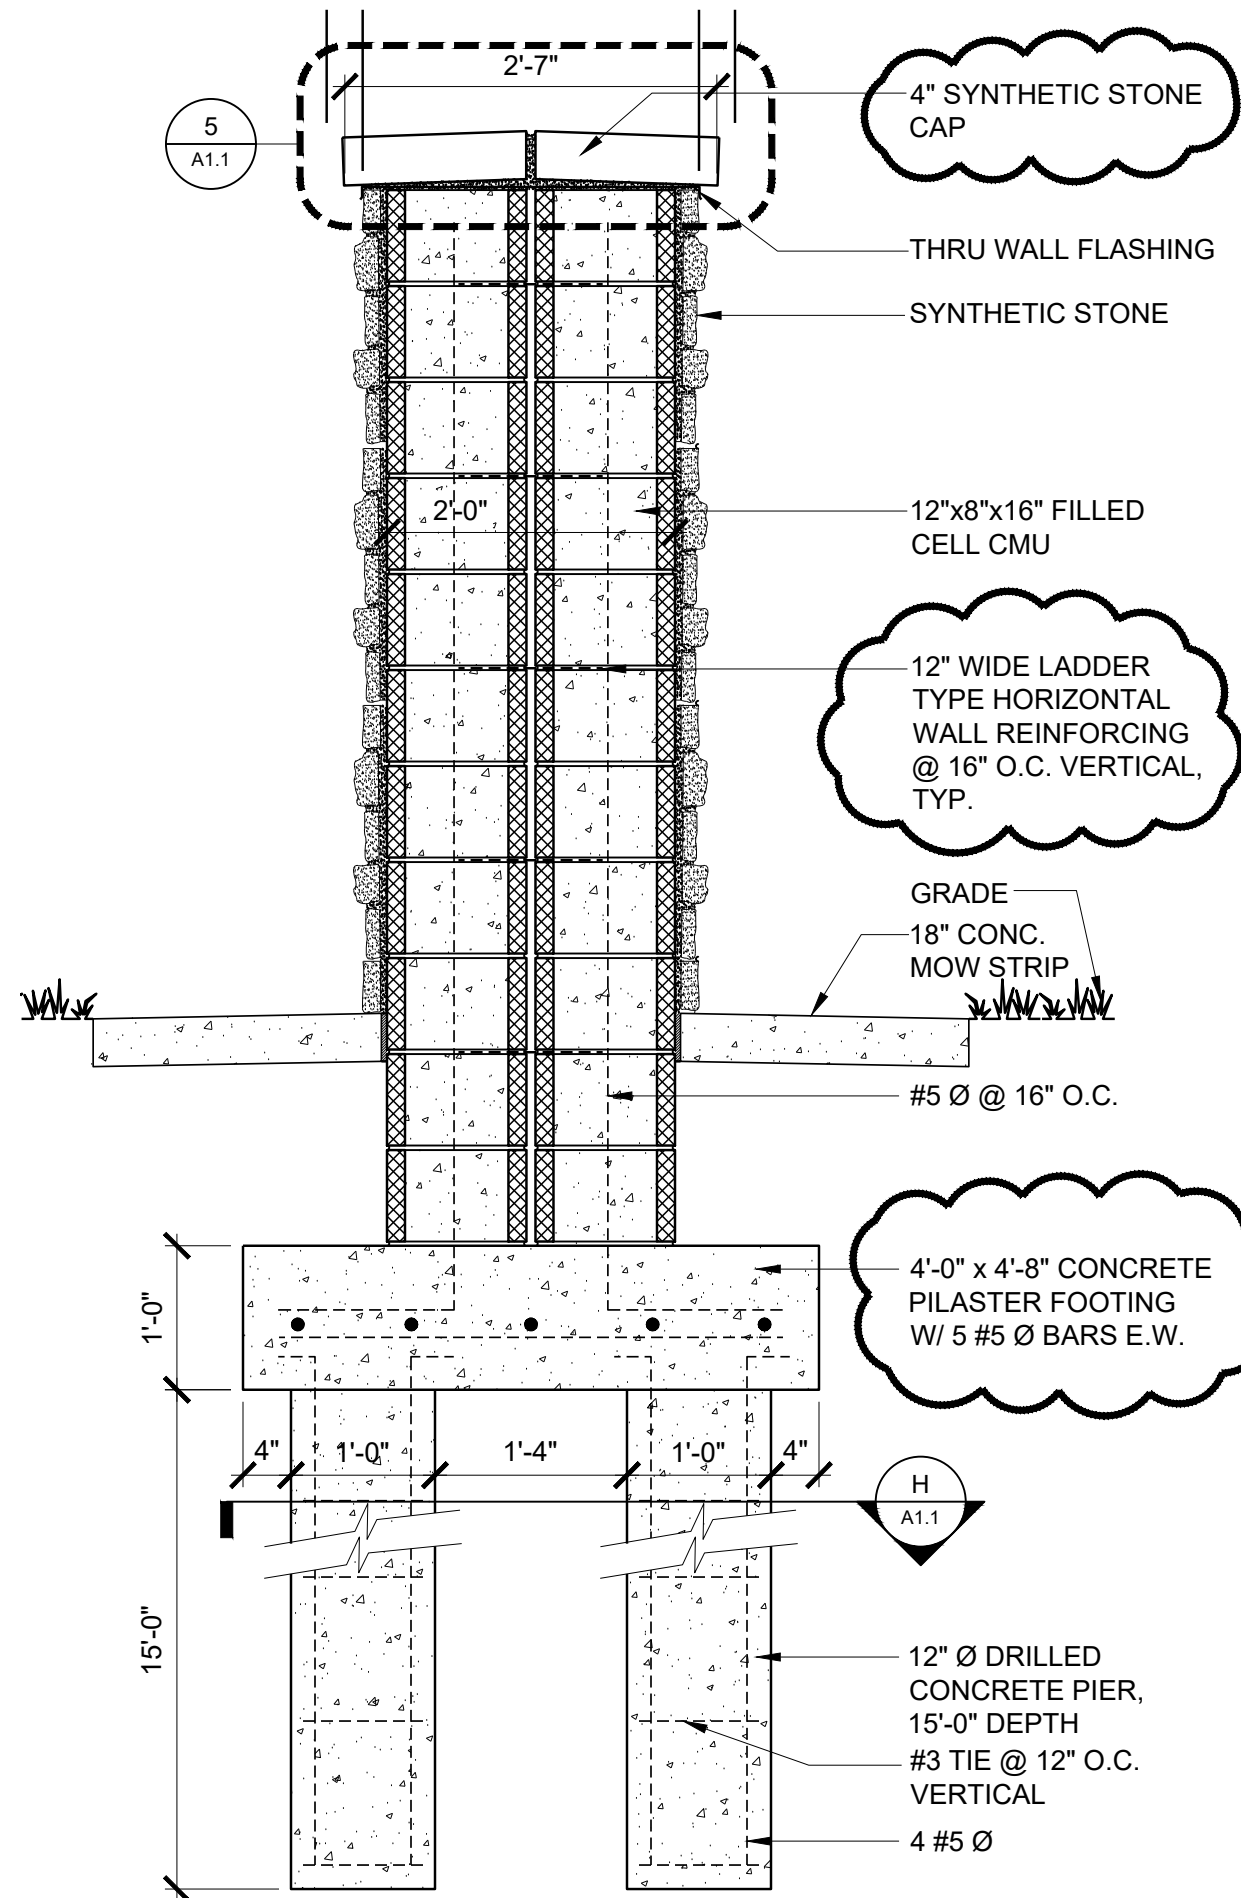 2'-7"
5
A1.1
4" SYNTHETIC STONE
CAP
THRU WALL FLASHING
SYNTHETIC STONE
2'-0"
12"x8"x16" FILLED
CELL CMU
12" WIDE LADDER
TYPE HORIZONTAL
WALL REINFORCING
@ 16" O.C. VERTICAL,
TYP.
GRADE
18" CONC.
MOW STRIP
#5 Ø @ 16" O.C.
4'-0" x 4'-8" CONCRETE
PILASTER FOOTING
W/ 5 #5 Ø BARS E.W.
1'-0"
4"
1'-0"
1'-4"
1'-0"
4"
H
A1.1
15'-0"
12" Ø DRILLED
CONCRETE PIER,
15'-0" DEPTH
#3 TIE @ 12" O.C.
VERTICAL
4 #5 Ø